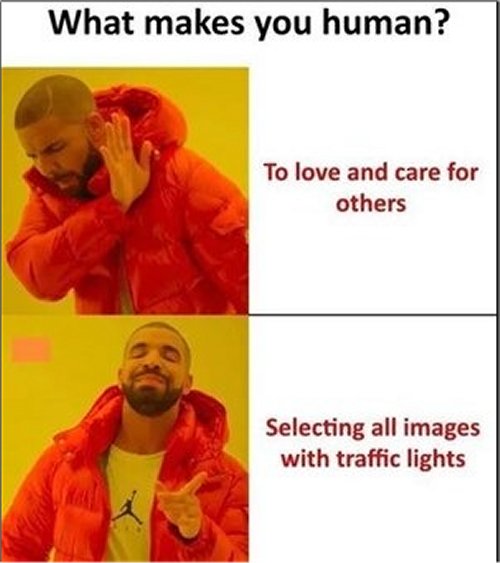 What makes you human?
To love and care for
others
Selecting all images
with traffic lights